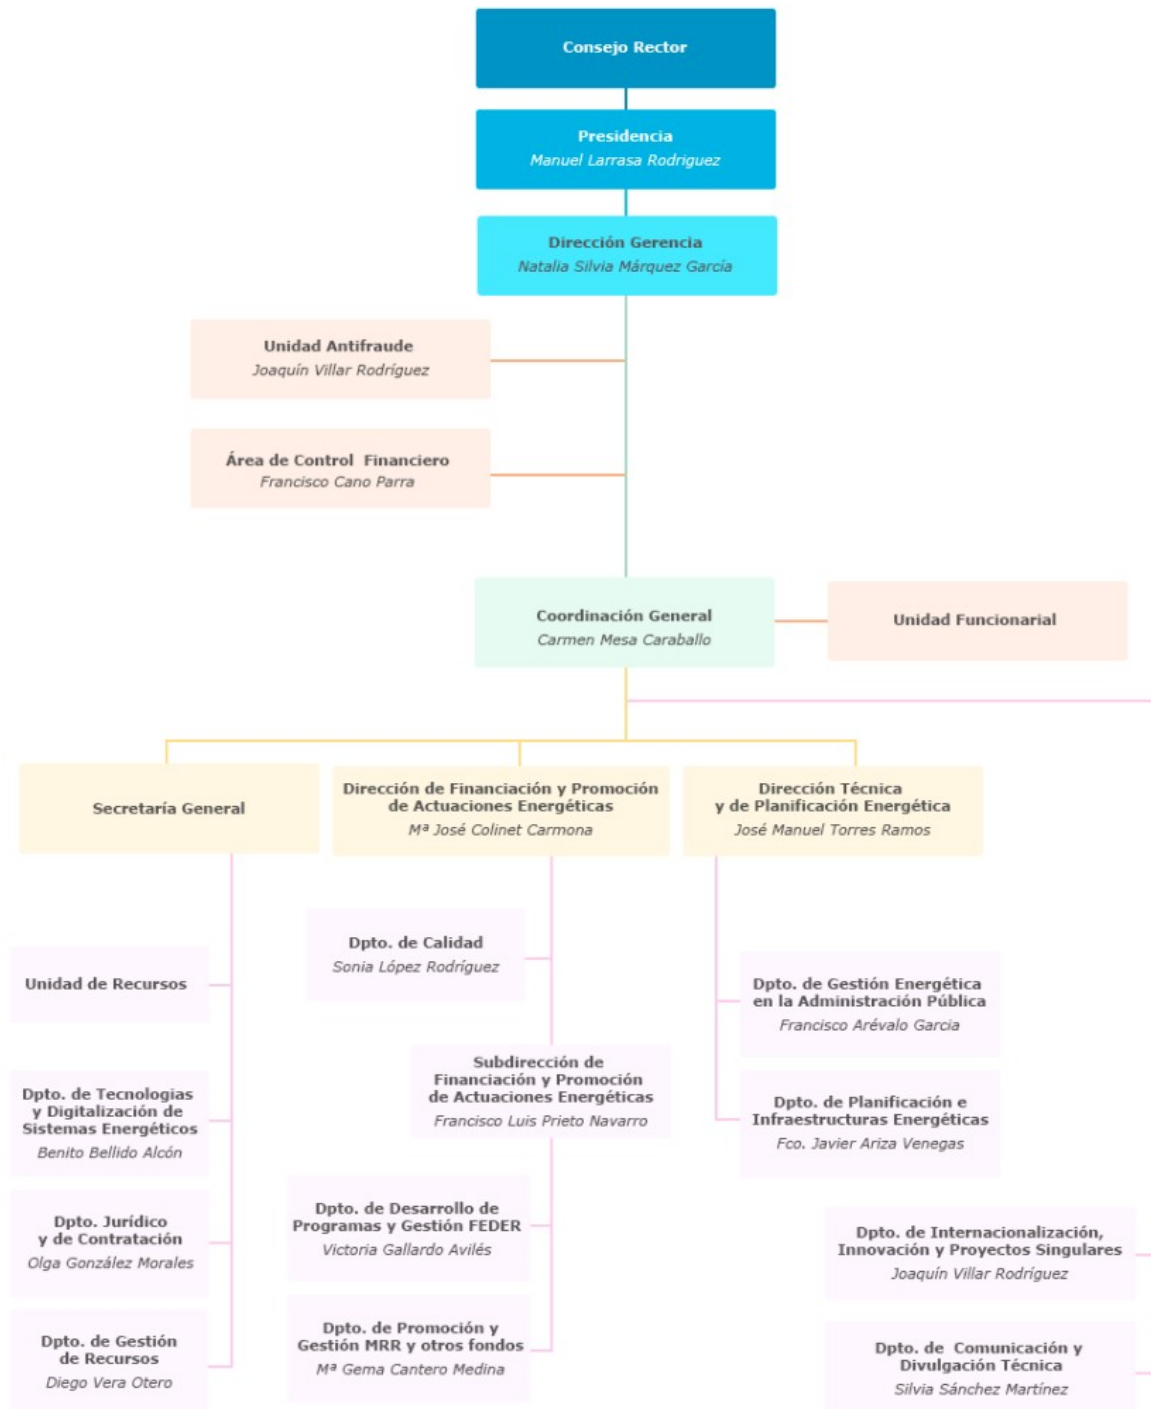 Consejo Rector
Presidencia
Manuel Larrasa Rodriguez
Dirección Gerencia
Natalia Silvia Márquez García
Unidad Antifraude
Joaquín Villar Rodríguez
Área de Control  Financiero
Francisco Cano Parra
Coordinación General
Carmen Mesa Caraballo
Unidad Funcionarial
Secretaría General
Dirección de Financiación y Promoción
de Actuaciones Energéticas
Mª José Colinet Carmona
Dirección Técnica
y de Planificación Energética
José Manuel Torres Ramos
Unidad de Recursos
Dpto. de Tecnologias
y Digitalización de
Sistemas Energéticos
Benito Bellido Alcón
Dpto. Jurídico
y de Contratación
Olga González Morales
Dpto. de Gestión
de Recursos
Diego Vera Otero
Dpto. de Calidad
Sonia López Rodríguez
Subdirección de
Financiación y Promoción
de Actuaciones Energéticas
Francisco Luis Prieto Navarro
Dpto. de Desarrollo de
Programas y Gestión FEDER
Victoria Gallardo Avilés
Dpto. de Promoción y
Gestión MRR y otros fondos
Mª Gema Cantero Medina
Dpto. de Gestión Energética
en la Administración Pública
Francisco Arévalo Garcia
Dpto. de Planificación e
Infraestructuras Energéticas
Fco. Javier Ariza Venegas
Dpto. de Internacionalización,
Innovación y Proyectos Singulares
Joaquín Villar Rodríguez
Dpto. de  Comunicación y
Divulgación Técnica
Silvia Sánchez Martínez